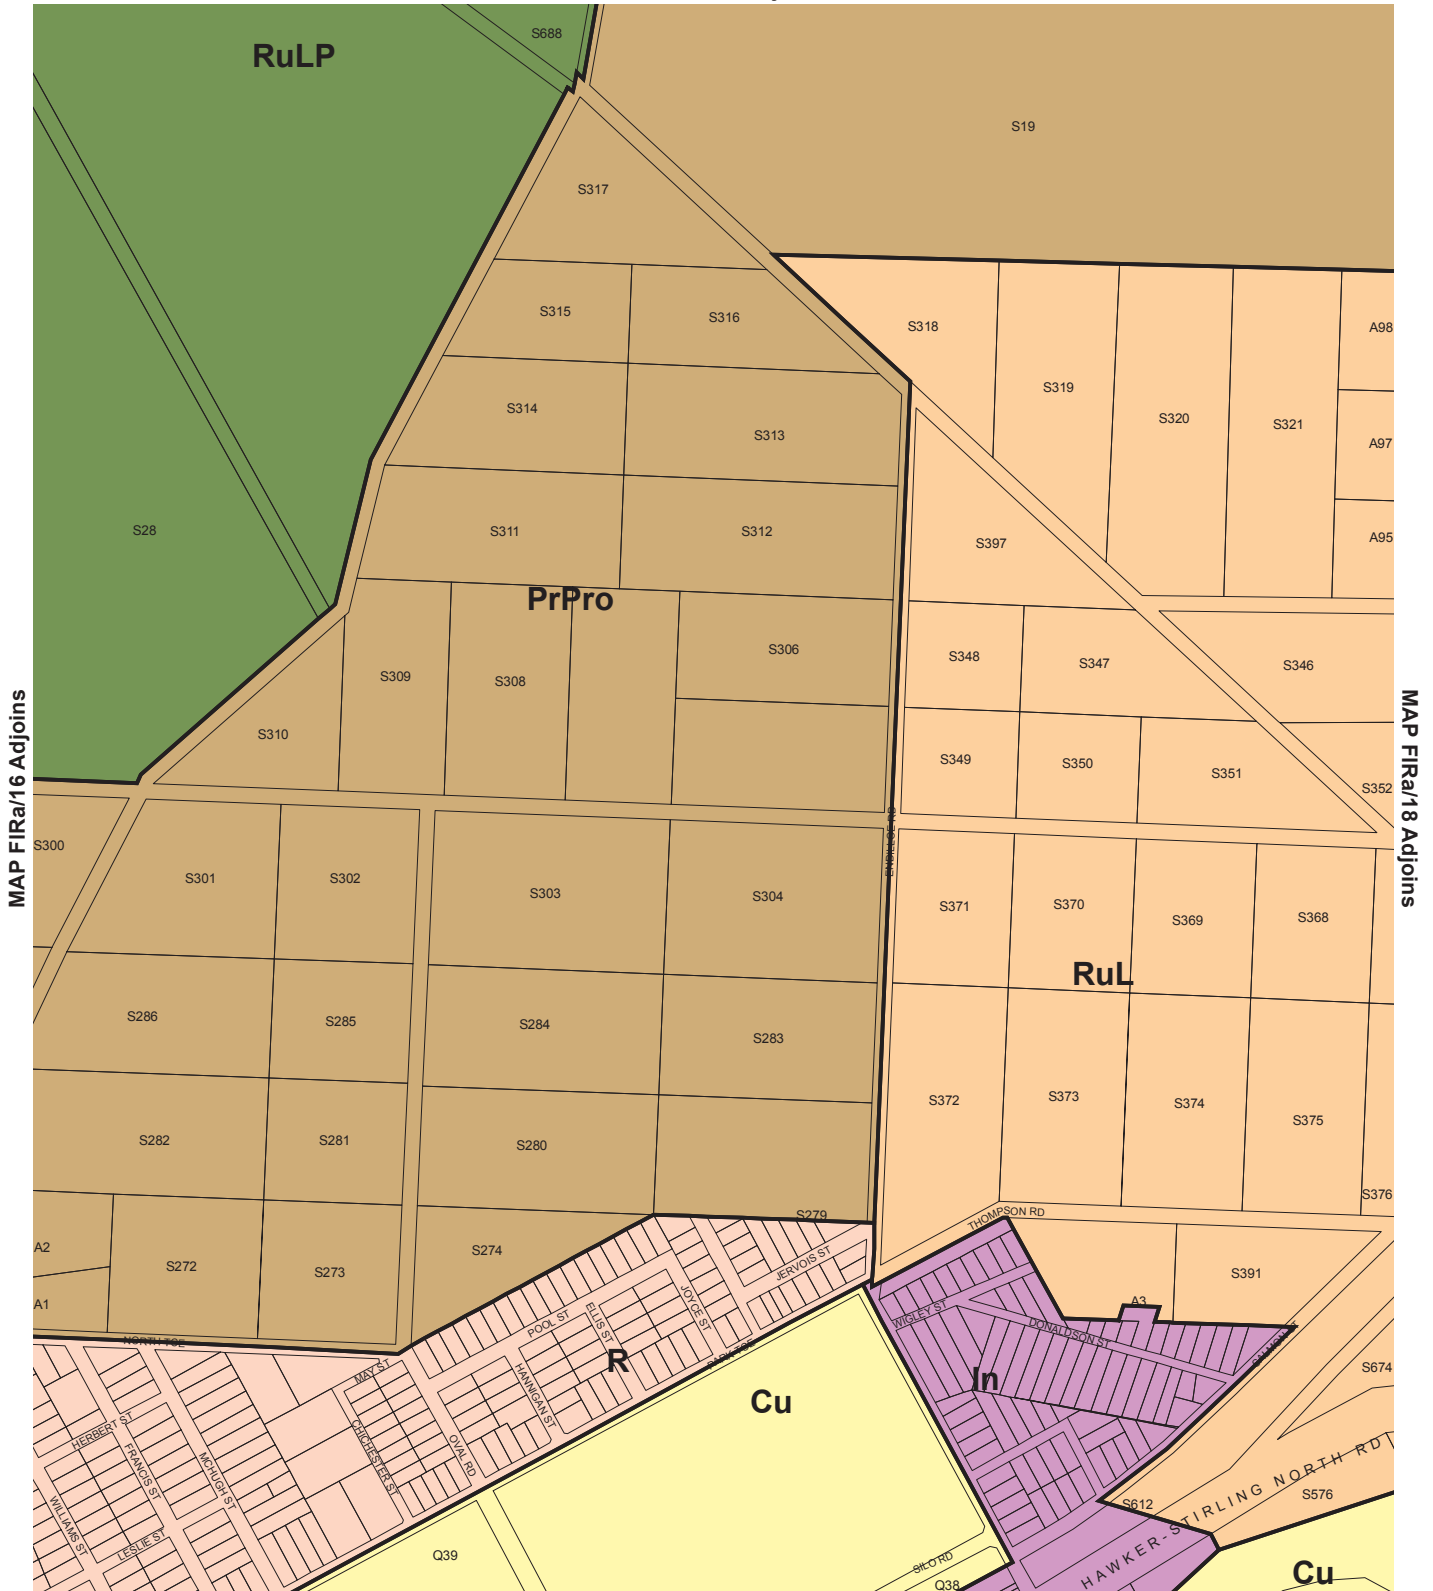 S688
RuLP
S19
S317
S315
S316
S318
A98
S319
S314
S320
S321
S313
A97
S28
S311
S312
S397
A95
PrPro
S306
S348
S347
S346
S309
S308
S310
S349
S350
S351
S352
MAP FIRa/16 Adjoins
MAP FIRa/18 Adjoins
ENDILLOE RD
S300
S301
S302
S303
S304
S371
S370
S369
S368
RuL
S286
S285
S284
S283
S372
S373
S374
S375
S282
S281
S280
S376
S279
THOMPSON RD
A2
S272
S273
S274
JERVOIS ST
S391
A1
A3
JOYCE ST
WIGLEY ST
POOL ST
ELLIS ST
DONALDSON ST
NORTH TCE
PARK TCE
R
MAY ST
In
S674
Cu
HANNIGAN ST
HERBERT ST
CHICHESTER ST
OVAL RD
FRANCIS ST
MCHUGH ST
WILLIAMS ST
LESLIE ST
HAWKER-STIRLING NORTH RD
S576
S612
Q39
SILO RD
Q38
Cu